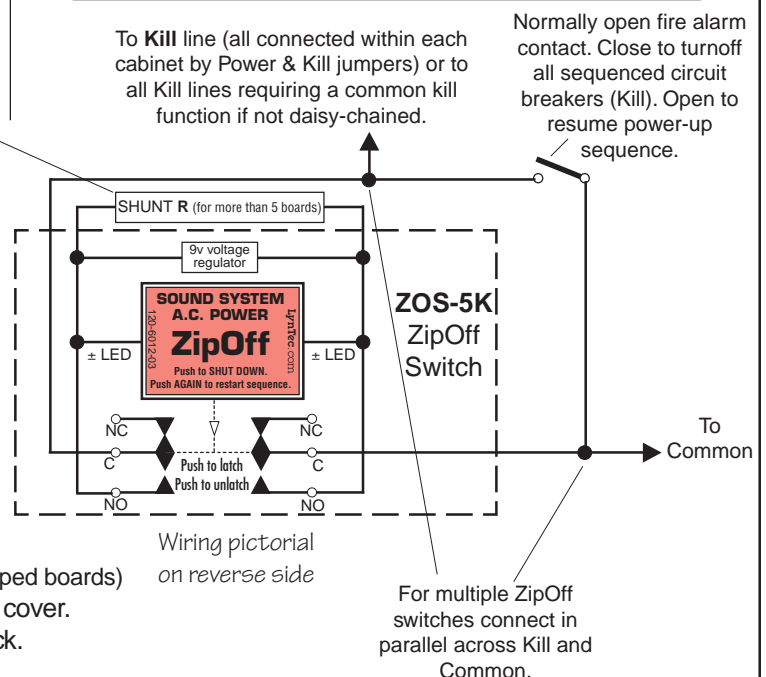 To Kill line (all connected within each
cabinet by Power & Kill jumpers) or to
all Kill lines requiring a common kill
function if not daisy-chained.
Normally open fire alarm
contact. Close to turnoff
all sequenced circuit
breakers (Kill). Open to
resume power-up
sequence.
SHUNT R (for more than 5 boards)
9v voltage
regulator
SOUND SYSTEM
A.C. POWER
ZipOff
Push to SHUT DOWN.
Push AGAIN to restart sequence.
120-6012-03
LynTec.com
± LED
± LED
ZOS-5K
ZipOff
Switch
NC
NC
C
C
Push to latch
Push to unlatch
NO
NO
To
Common
Wiring pictorial
on reverse side
ped boards)
cover.
ck.
For multiple ZipOff
switches connect in
parallel across Kill and
Common.